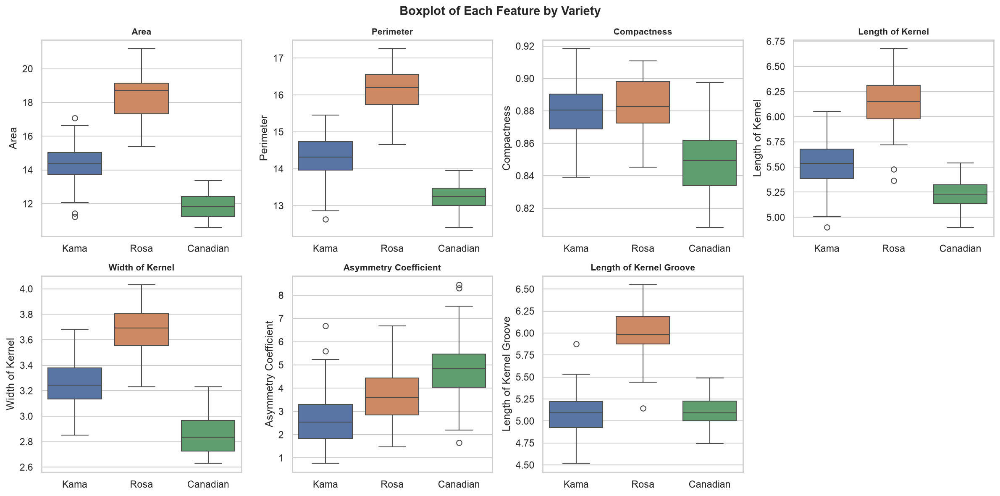 Boxplot of Each Feature by Variety
Area
Area
20
18
16
14
12
Kama Rosa Canadian
Perimeter
Perimeter
17
16
15
14
13
Kama Rosa Canadian
Compactness
Compactness
0.92
0.90
0.88
0.86
0.84
0.82
Kama Rosa Canadian
Length of Kernel
Length of Kernel
6.75
6.50
6.25
6.00
5.75
5.50
5.25
5.00
Kama Rosa Canadian
Width of Kernel
Width of Kernel
4.0
3.8
3.6
3.4
3.2
3.0
2.8
2.6
Kama Rosa Canadian
Asymmetry Coefficient
Asymmetry Coefficient
8
7
6
5
4
3
2
1
Kama Rosa Canadian
Length of Kernel Groove
Length of Kernel Groove
6.50
6.25
6.00
5.75
5.50
5.25
5.00
4.75
4.50
Kama Rosa Canadian